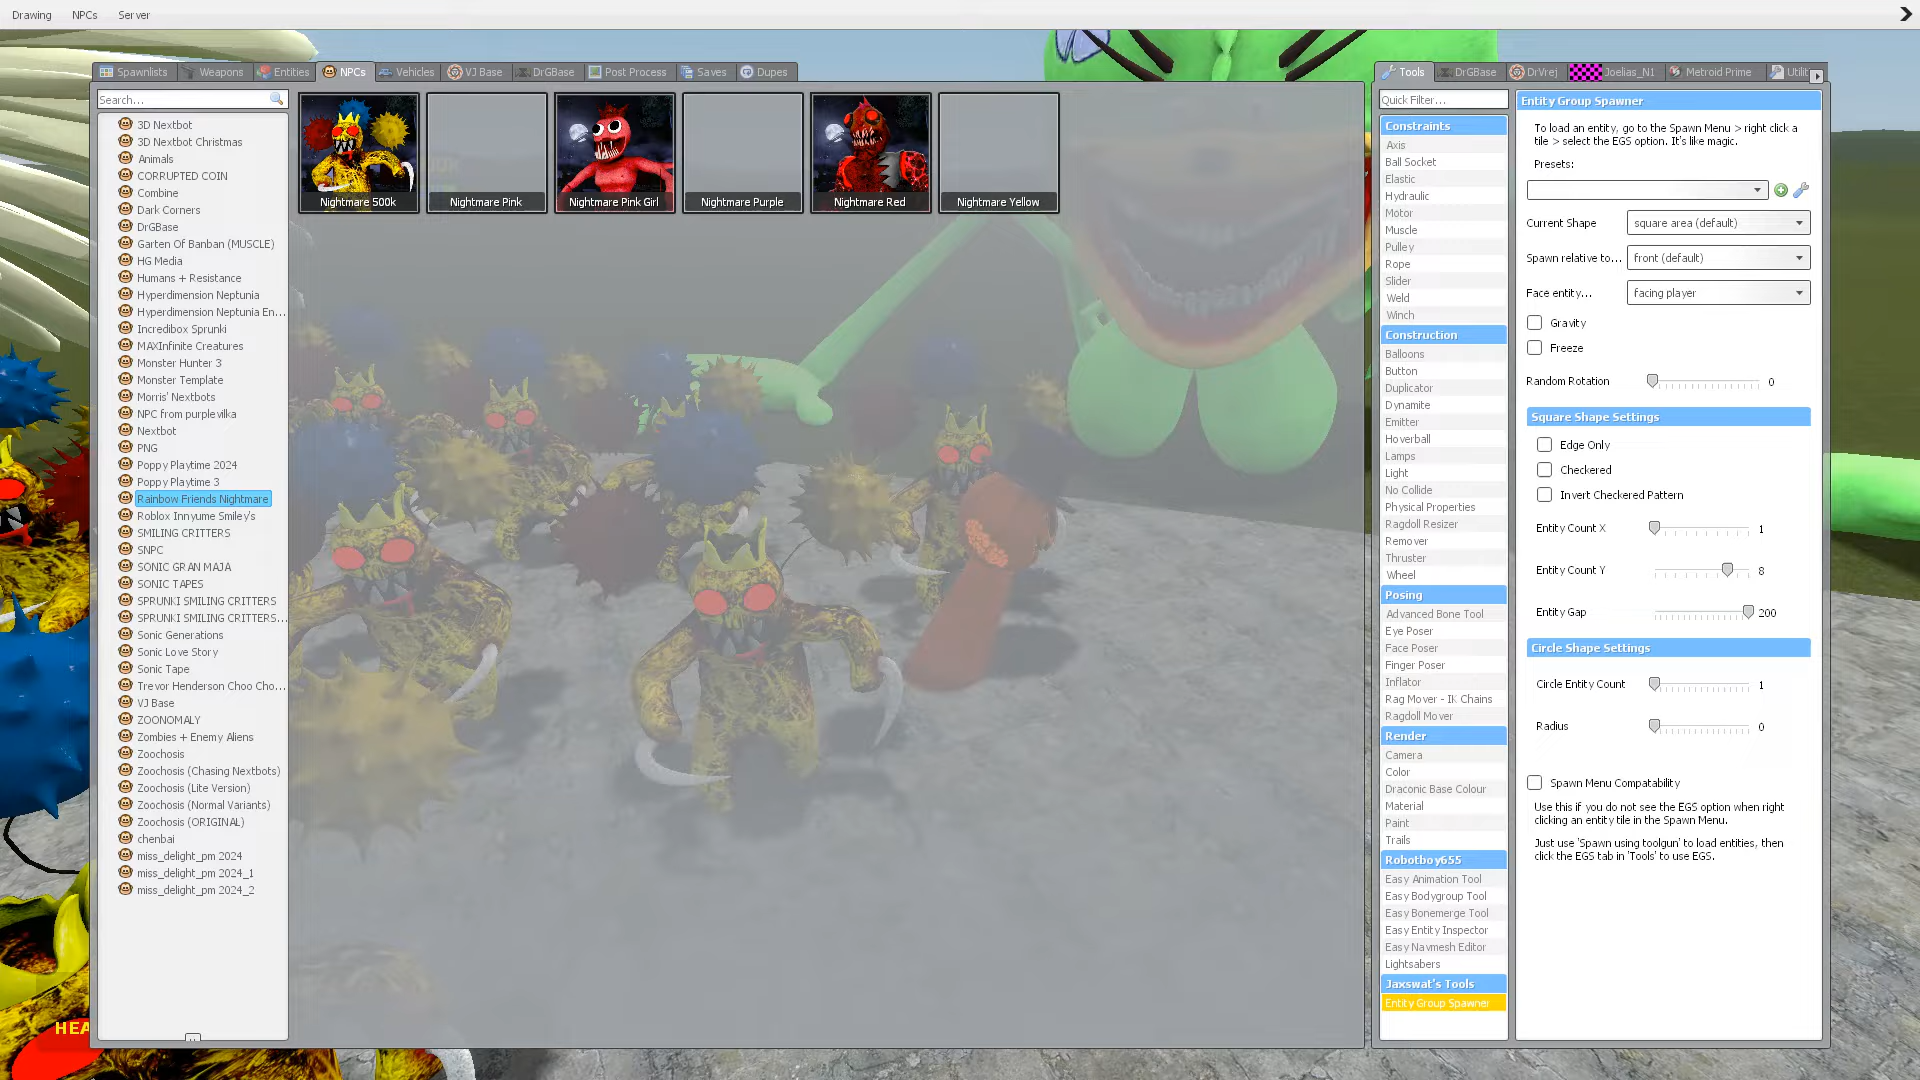 Drawing NPCs Server
Spawnlists Weapons Entities NPCs Vehicles VJ Base DrGBase Post Process Saves Dupes
Search...
3D Nextbot
3D Nextbot Christmas
Animals
CORRUPTED COIN
Combine
Dark Corners
DrGBase
Garten Of Banban (MUSCLE)
HG Media
Humans + Resistance
Hyperdimension Neptunia
Hyperdimension Neptunia En...
Incredibox Sprunki
MAXInfinite Creatures
Monster Hunter 3
Monster Template
Morris' Nextbots
NPC from purplevilka
Nextbot
PNG
Poppy Playtime 2024
Poppy Playtime 3
Rainbow Friends Nightmare
Roblox Innyume Smiley's
SMILING CRITTERS
SNPC
SONIC GRAN MAJA
SONIC TAPES
SPRUNKI SMILING CRITTERS
SPRUNKI SMILING CRITTERS...
Sonic Generations
Sonic Love Story
Sonic Tape
Trevor Henderson Choo Cho...
VJ Base
ZOONOMALY
Zombies + Enemy Aliens
Zoochosis
Zoochosis (Chasing Nextbots)
Zoochosis (Lite Version)
Zoochosis (Normal Variants)
Zoochosis (ORIGINAL)
chenbai
miss_delight_pm 2024
miss_delight_pm 2024_1
miss_delight_pm 2024_2
HEA
Nightmare 500k
Nightmare Pink
Nightmare Pink Girl
Nightmare Purple
Nightmare Red
Nightmare Yellow
Tools DrGBase DrVrej Joelias_NI Metroid Prime Utilit
Quick Filter...
Constraints
Axis
Ball Socket
Elastic
Hydraulic
Motor
Muscle
Pulley
Rope
Slider
Weld
Winch
Construction
Balloons
Button
Duplicator
Dynamite
Emitter
Hoverball
Lamps
Light
No Collide
Physical Properties
Ragdoll Resizer
Remover
Thruster
Wheel
Posing
Advanced Bone Tool
Eye Poser
Face Poser
Finger Poser
Inflator
Rag Mover - IK Chains
Ragdoll Mover
Render
Camera
Color
Draconic Base Colour
Material
Paint
Trails
Robotboy655
Easy Animation Tool
Easy Bodygroup Tool
Easy Bonemerge Tool
Easy Entity Inspector
Easy Navmesh Editor
Lightsabers
Jaxswat's Tools
Entity Group Spawner
Entity Group Spawner
To load an entity, go to the Spawn Menu > right click a
tile > select the EGS option. It's like magic.
Presets:
Current Shape square area (default)
Spawn relative to... front (default)
Face entity... facing player
Gravity
Freeze
Random Rotation 0
Square Shape Settings
Edge Only
Checkered
Invert Checkered Pattern
Entity Count X 1
Entity Count Y 8
Entity Gap 200
Circle Shape Settings
Circle Entity Count 1
Radius 0
Spawn Menu Compatability
Use this if you do not see the EGS option when right
clicking an entity tile in the Spawn Menu.
Just use 'Spawn using toolgun' to load entities, then
click the EGS tab in 'Tools' to use EGS.